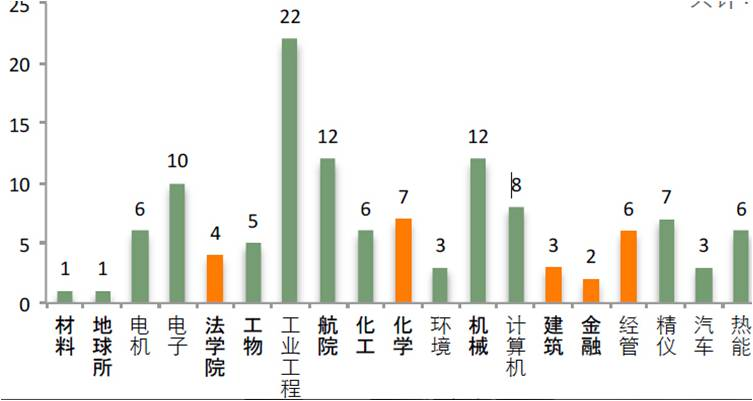 25
20
15
10
5
0
1
1
6
10
4
5
22
12
6
7
3
12
8
3
2
6
7
3
6
材料
地球所
电机
电子
法学院
工物
工业工程
航院
化工
化学
环境
机械
计算机
建筑
金融
经管
精仪
汽车
热能